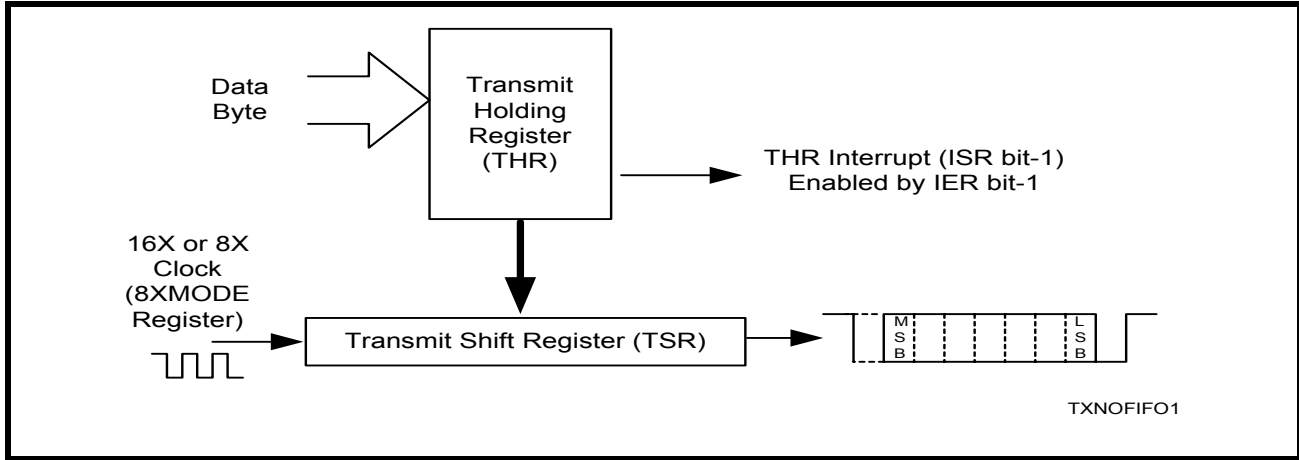 Data
Byte
Transmit
Holding
Register
(THR)
THR Interrupt (ISR bit-1)
Enabled by IER bit-1
16X or 8X
Clock
(8XMODE
Register)
Transmit Shift Register (TSR)
M
S
B
L
S
B
TXNOFIFO1